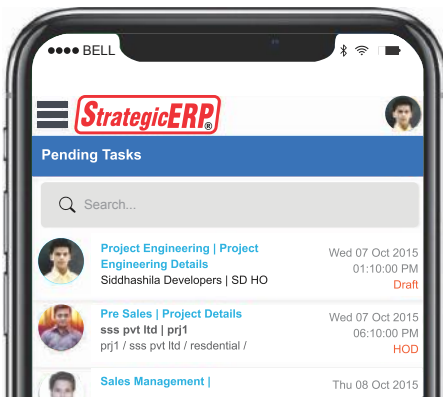 BELL
StrategicERP®
Pending Tasks
Search...
Project Engineering | Project
Engineering Details
Siddhashila Developers | SD HO
Wed 07 Oct 2015
01:10:00 PM
Draft
Pre Sales | Project Details
sss pvt ltd | prj1
prj1 / sss pvt ltd / resdential /
Wed 07 Oct 2015
06:10:00 PM
HOD
Sales Management |
Thu 08 Oct 2015